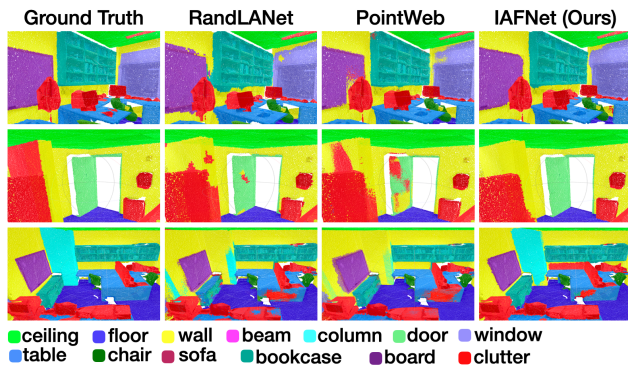 Ground Truth RandLANet PointWeb IAFNet (Ours)
ceiling floor wall beam column door window
table chair sofa bookcase board clutter